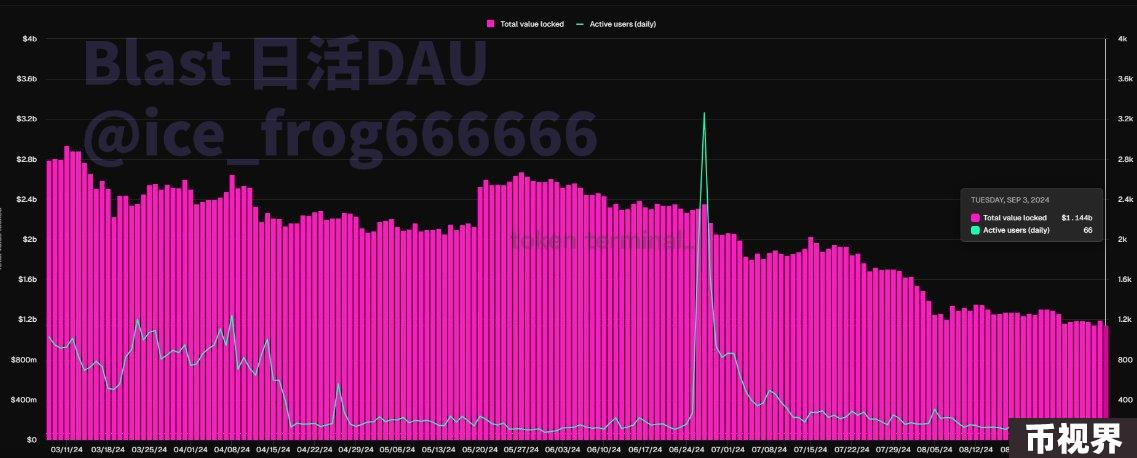 Total value locked
Active users (daily)
Blast 日活DAU
@ice_frog666666
$4b
$3.6b
$3.2b
$2.8b
$2.4b
$2b
$1.6b
$1.2b
$800m
$400m
$0
4k
3.6k
3.2k
2.8k
2.4k
2k
1.6k
1.2k
800
400
TUESDAY, SEP 3, 2024
Total value locked $1.144b
Active users (daily) 66
token terminal_
03/11/24 03/18/24 03/25/24 04/01/24 04/08/24 04/15/24 04/22/24 04/29/24 05/06/24 05/13/24 05/20/24 05/27/24 06/03/24 06/10/24 06/17/24 06/24/24 07/01/24 07/08/24 07/15/24 07/22/24 07/29/24 08/05/24 08/12/24
币视界